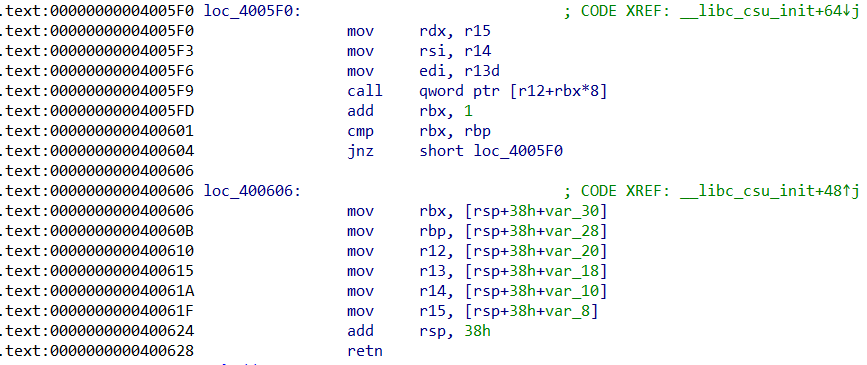 .text:00000000004005F0 loc_4005F0: ; CODE XREF: __libc_csu_init+64↓j
.text:00000000004005F0 mov rdx, r15
.text:00000000004005F3 mov rsi, r14
.text:00000000004005F6 mov edi, r13d
.text:00000000004005F9 call qword ptr [r12+rbx*8]
.text:00000000004005FD add rbx, 1
.text:0000000000400601 cmp rbx, rbp
.text:0000000000400604 jnz short loc_4005F0
.text:0000000000400606
.text:0000000000400606 loc_400606: ; CODE XREF: __libc_csu_init+48↑j
.text:0000000000400606 mov rbx, [rsp+38h+var_30]
.text:000000000040060B mov rbp, [rsp+38h+var_28]
.text:0000000000400610 mov r12, [rsp+38h+var_20]
.text:0000000000400615 mov r13, [rsp+38h+var_18]
.text:000000000040061A mov r14, [rsp+38h+var_10]
.text:000000000040061F mov r15, [rsp+38h+var_8]
.text:0000000000400624 add rsp, 38h
.text:0000000000400628 retn